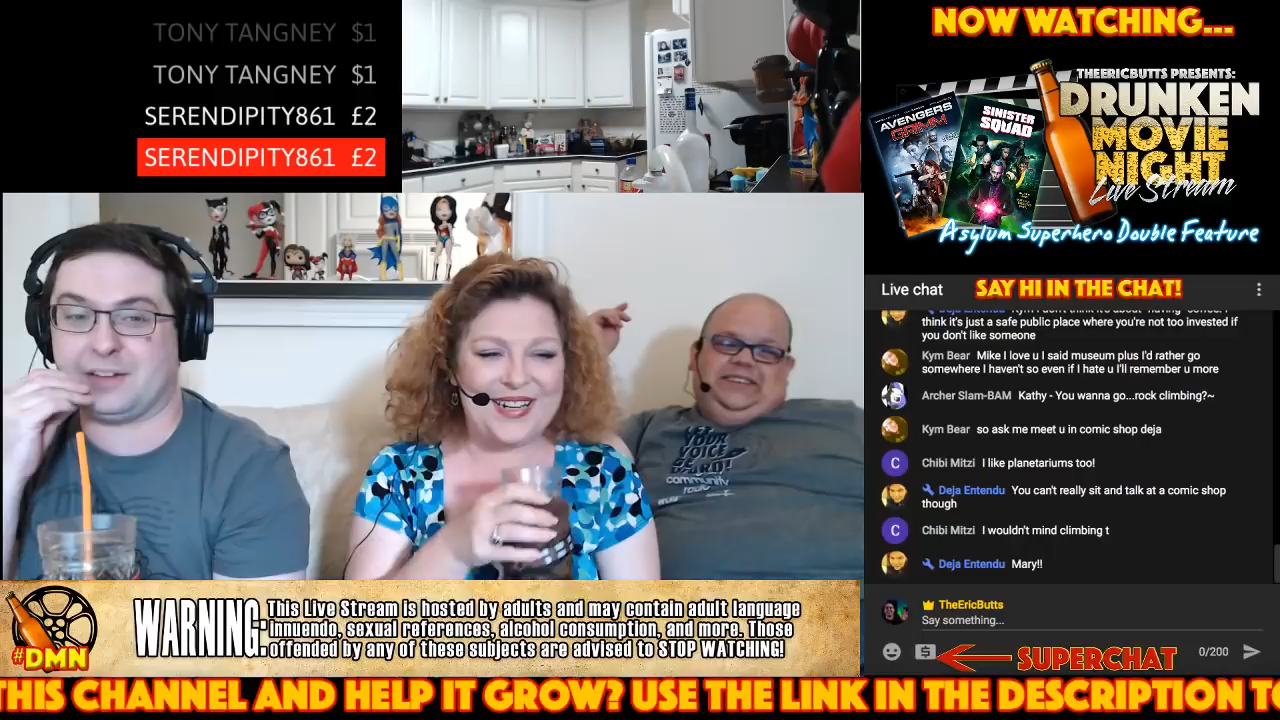 TONY TANGNEY $1
TONY TANGNEY $1
SERENDIPITY861 £2
SERENDIPITY861 £2
NOW WATCHING...
THEERICBUTTS PRESENTS:
DRUNKEN
MOVIE
NIGHT
Live Stream
AVENGERS
GRIMM
SINISTER
SQUAD
Asylum Superhero Double Feature
Live chat
SAY HI IN THE CHAT!
think it's just a safe public place where you're not too invested if
you don't like someone
Kym Bear Mike I love u I said museum plus I'd rather go
somewhere I haven't so even if I hate u I'll remember u more
Archer Slam-BAM Kathy - You wanna go...rock climbing?~
Kym Bear so ask me meet u in comic shop deja
C Chibi Mitzi I like planetariums too!
Deja Entendu You can't really sit and talk at a comic shop
though
C Chibi Mitzi I wouldn't mind climbing t
Deja Entendu Mary!!
TheEricButts
Say something...
0/200
SUPERCHAT
LET
YOUR
VOICE
BE
HEARD!
community
radio
#DMN
WARNING:
This Live Stream is hosted by adults and may contain adult language
innuendo, sexual references, alcohol consumption, and more. Those
offended by any of these subjects are advised to STOP WATCHING!
THIS CHANNEL AND HELP IT GROW? USE THE LINK IN THE DESCRIPTION TO